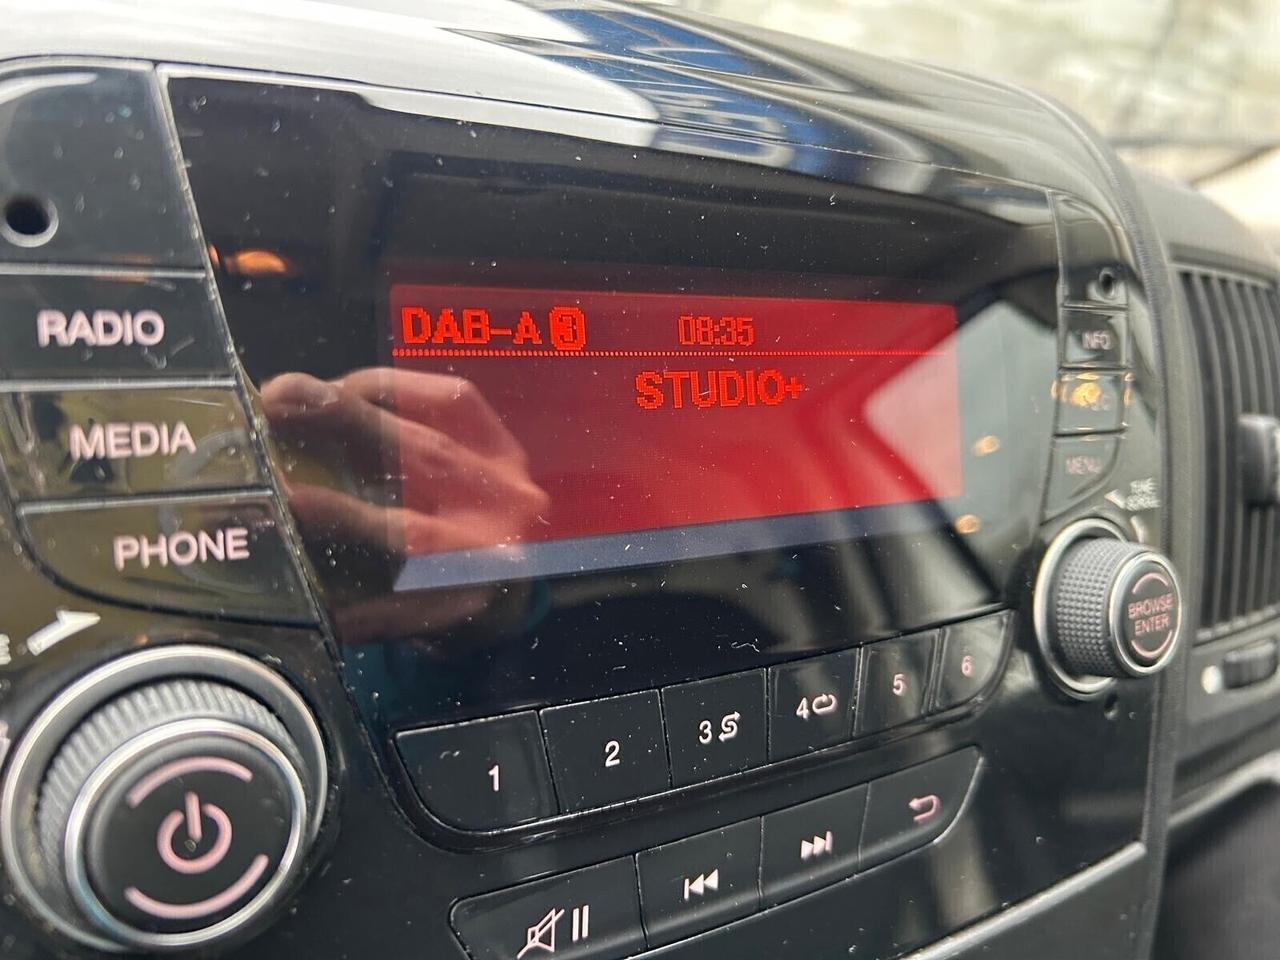 DAB-A 3 08:35
STUDIO+
RADIO
MEDIA
PHONE
INFO
MENU
BROWSE
ENTER
1 2 3 4 5 6